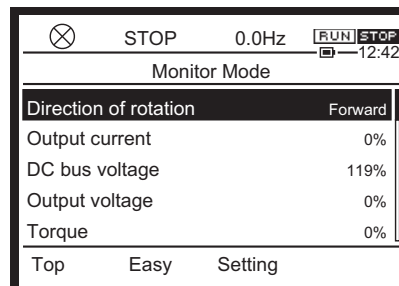 STOP 0.0Hz RUN STOP
12:42
Monitor Mode
Direction of rotation Forward
Output current 0%
DC bus voltage 119%
Output voltage 0%
Torque 0%
Top Easy Setting